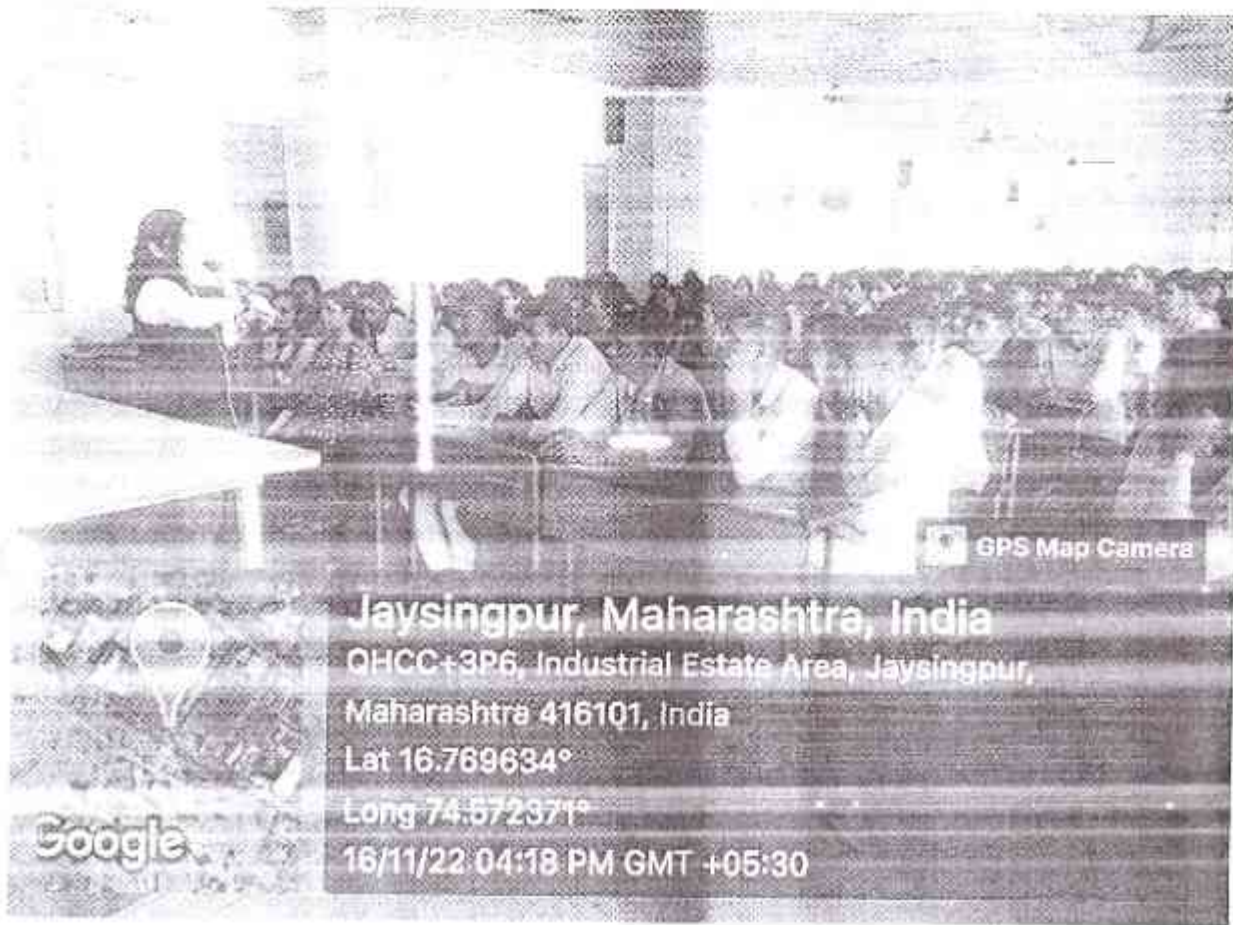 GPS Map Camera
Jaysingpur, Maharashtra, India
QHCC+3P6, Industrial Estate Area, Jaysingpur,
Maharashtra 416101, India
Lat 16.769634°
Long 74.572371°
16/11/22 04:18 PM GMT +05:30
Google